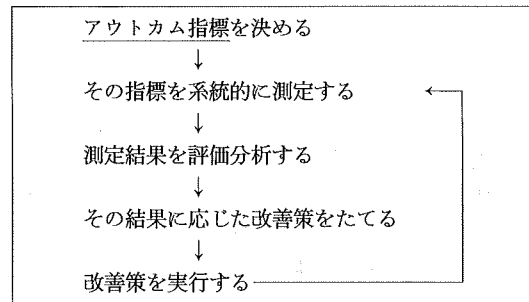 アウトカム指標を決める
その指標を系統的に測定する
測定結果を評価分析する
その結果に応じた改善策をたてる
改善策を実行する